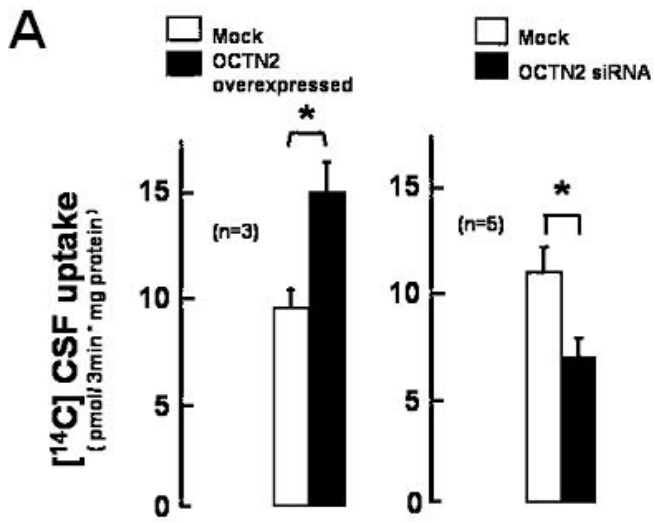 A
Mock
OCTN2
overexpressed
*
15
10
5
0
(n=3)
[14C] CSF uptake
(pmol/ 3min * mg protein)
Mock
OCTN2 siRNA
*
15
10
5
0
(n=5)